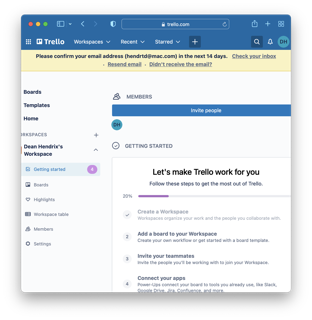 trello.com
Trello Workspaces Recent Starred + DH
Please confirm your email address (hendrtd@mac.com) in the next 14 days. Check your inbox
· Resend email · Didn't receive the email?
Boards
Templates
Home
WORKSPACES +
Dean Hendrix's
Workspace
Getting started
Boards
Highlights
Workspace table
Members
Settings
MEMBERS
Invite people
DH
GETTING STARTED
Let's make Trello work for you
Follow these steps to get the most out of Trello.
20%
Create a Workspace
Workspaces organize your work and the people you collaborate with.
2 Add a board to your Workspace
Create your own workflow or get started with a board template.
3 Invite your teammates
Invite the people you'll be working with to join your Workspace.
4 Connect your apps
Power-Ups connect your board to tools you already use, like Slack,
Google Drive, Jira, Confluence, and more.